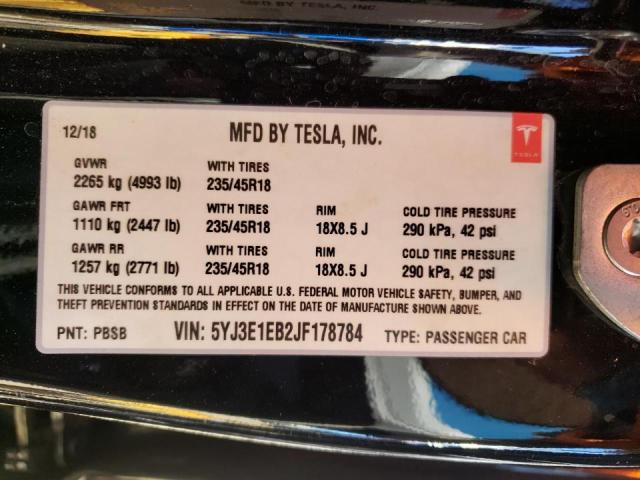 MFD BY TESLA, INC.
12/18 MFD BY TESLA, INC.
TESLA
GVWR WITH TIRES
2265 kg (4993 lb) 235/45R18
GAWR FRT WITH TIRES RIM COLD TIRE PRESSURE
1110 kg (2447 lb) 235/45R18 18X8.5 J 290 kPa, 42 psi
GAWR RR WITH TIRES RIM COLD TIRE PRESSURE
1257 kg (2771 lb) 235/45R18 18X8.5 J 290 kPa, 42 psi
THIS VEHICLE CONFORMS TO ALL APPLICABLE U.S. FEDERAL MOTOR VEHICLE SAFETY, BUMPER, AND
THEFT PREVENTION STANDARDS IN EFFECT ON THE DATE OF MANUFACTURE SHOWN ABOVE.
PNT: PBSB VIN: 5YJ3E1EB2JF178784 TYPE: PASSENGER CAR